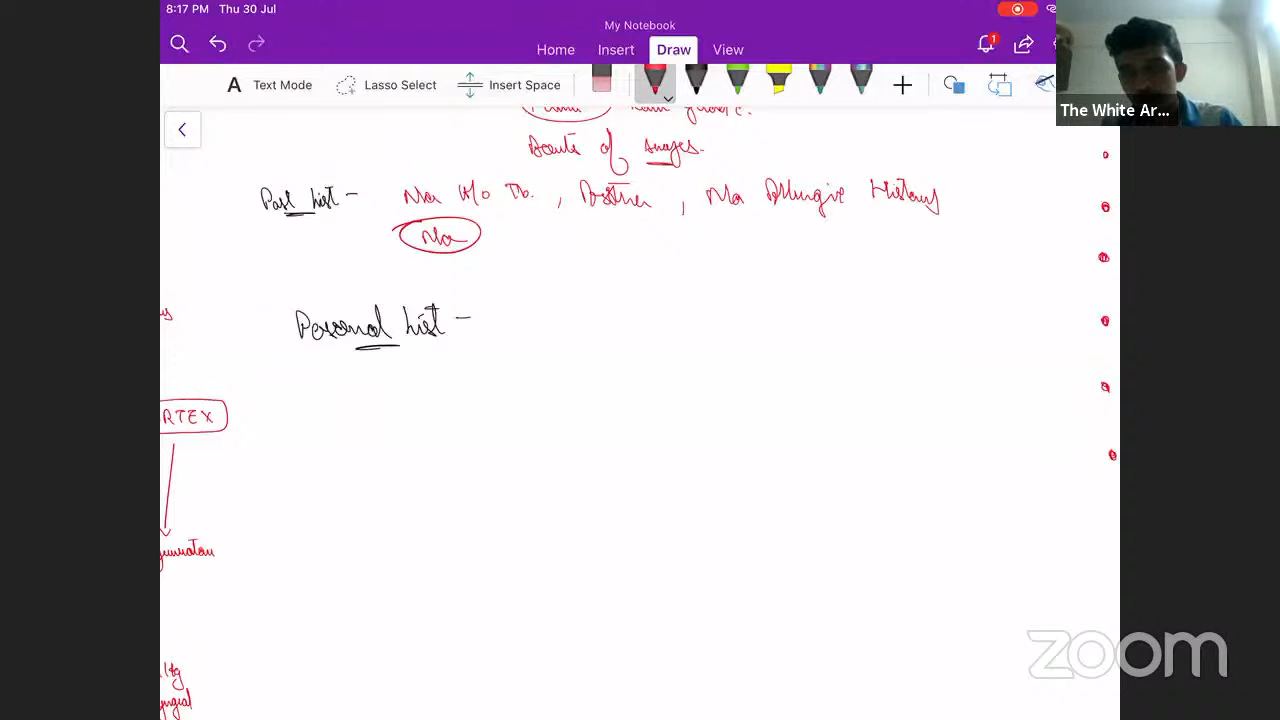 8:17 PM Thu 30 Jul
My Notebook
Home Insert Draw View
1
A Text Mode Lasso Select Insert Space
The White Ar...
of images.
Past Hist - No H/o Tb. , Asthma , No Allergic History
No
Personal Hist -
RTEX
zoom